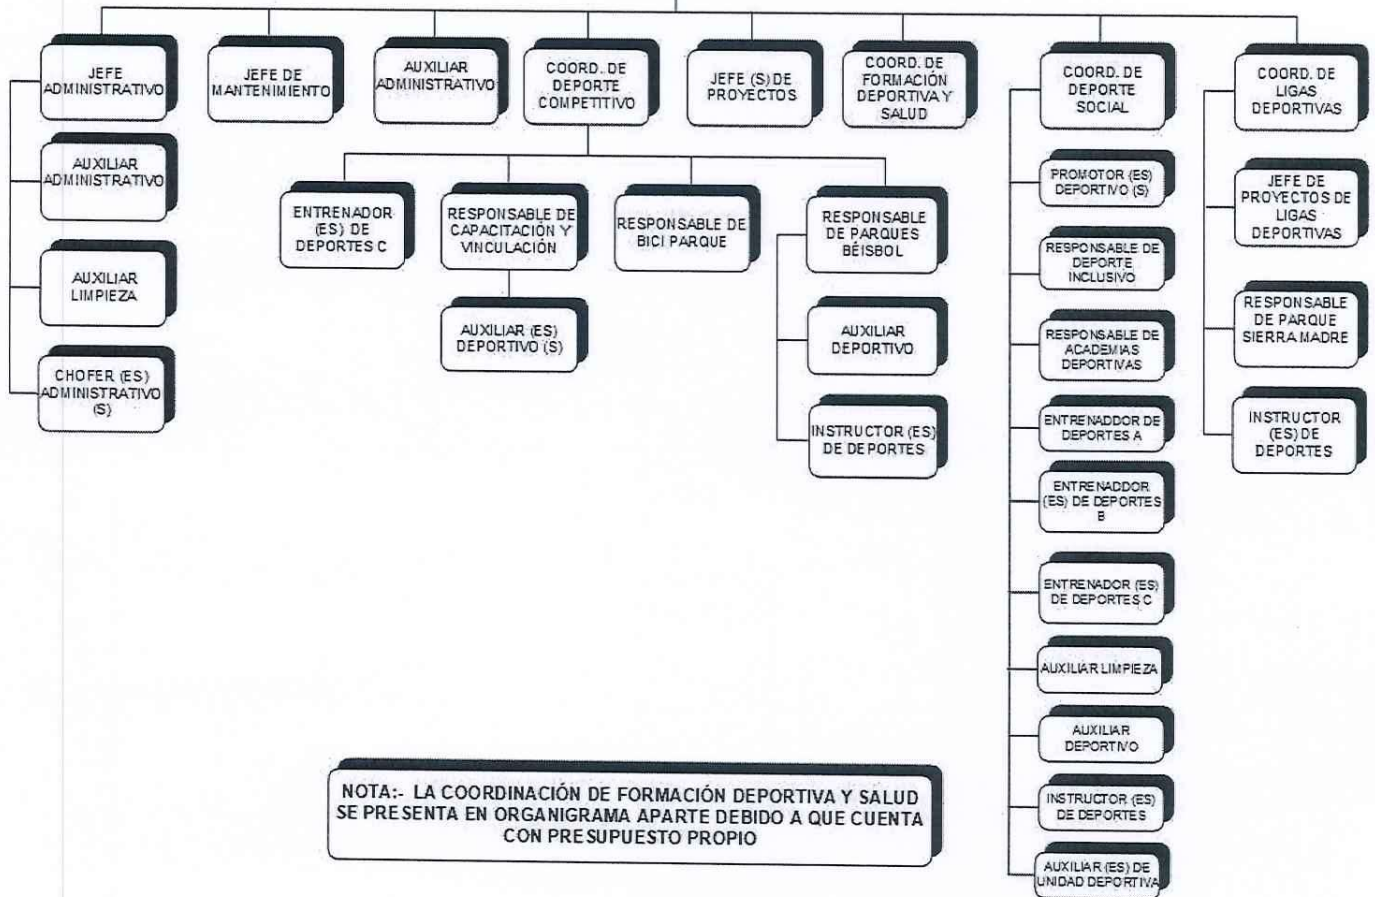 JEFE
ADMINISTRATIVO
JEFE DE
MANTENIMIENTO
AUXILIAR
ADMINISTRATIVO
COORD. DE
DEPORTE
COMPETITIVO
JEFE (S) DE
PROYECTOS
COORD. DE
FORMACIÓN
DEPORTIVA Y
SALUD
COORD. DE
DEPORTE
SOCIAL
COORD. DE
LIGAS
DEPORTIVAS
AUXILIAR
ADMINISTRATIVO
AUXILIAR
LIMPIEZA
CHOFER (ES)
ADMINISTRATIVO
(S)
ENTRENADOR
(ES) DE
DEPORTES C
RESPONSABLE DE
CAPACITACIÓN Y
VINCULACIÓN
RESPONSABLE DE
BICI PARQUE
RESPONSABLE
DE PARQUES
BÉISBOL
AUXILIAR (ES)
DEPORTIVO (S)
AUXILIAR
DEPORTIVO
INSTRUCTOR (ES)
DE DEPORTES
PROMOTOR (ES)
DEPORTIVO (S)
RESPONSABLE DE
DEPORTE
INCLUSIVO
RESPONSABLE DE
ACADEMIAS
DEPORTIVAS
ENTRENADDOR DE
DEPORTES A
ENTRENADDOR
(ES) DE DEPORTES
B
ENTRENADOR (ES)
DE DEPORTES C
AUXILIAR LIMPIEZA
AUXILIAR
DEPORTIVO
INSTRUCTOR (ES)
DE DEPORTES
AUXILIAR (ES) DE
UNIDAD DEPORTIVA
JEFE DE
PROYECTOS DE
LIGAS
DEPORTIVAS
RESPONSABLE
DE PARQUE
SIERRA MADRE
INSTRUCTOR
(ES) DE
DEPORTES
NOTA:- LA COORDINACIÓN DE FORMACIÓN DEPORTIVA Y SALUD
SE PRESENTA EN ORGANIGRAMA APARTE DEBIDO A QUE CUENTA
CON PRESUPUESTO PROPIO